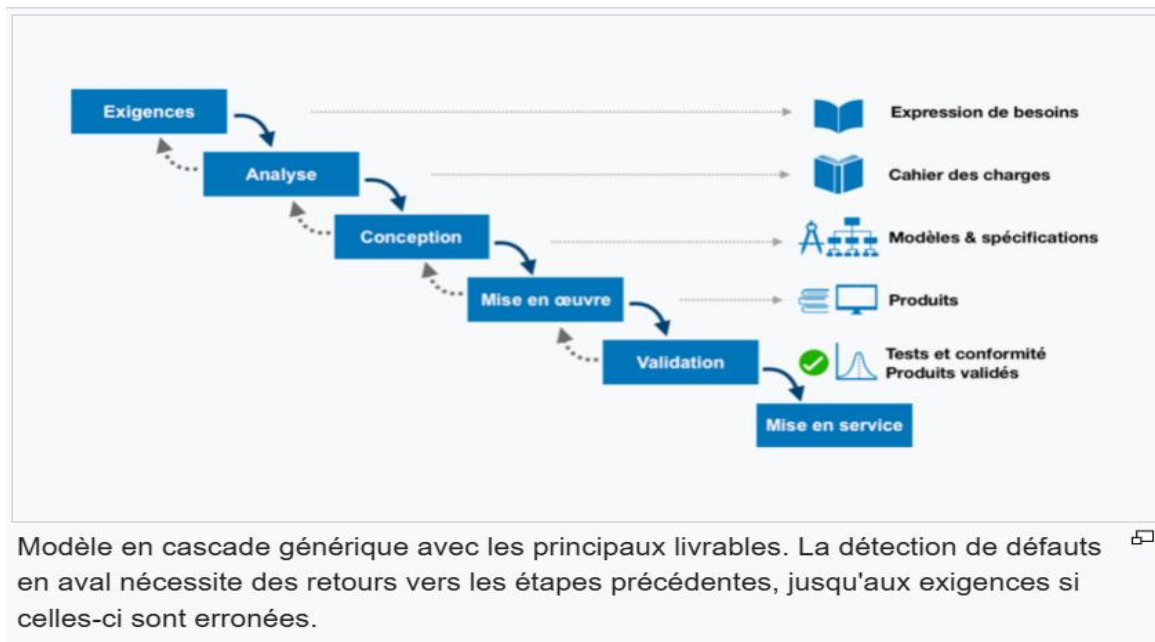 Exigences
Expression de besoins
Analyse
Cahier des charges
Conception
Modèles & spécifications
Mise en œuvre
Produits
Validation
Tests et conformité
Produits validés
Mise en service
Modèle en cascade générique avec les principaux livrables. La détection de défauts
en aval nécessite des retours vers les étapes précédentes, jusqu'aux exigences si
celles-ci sont erronées.